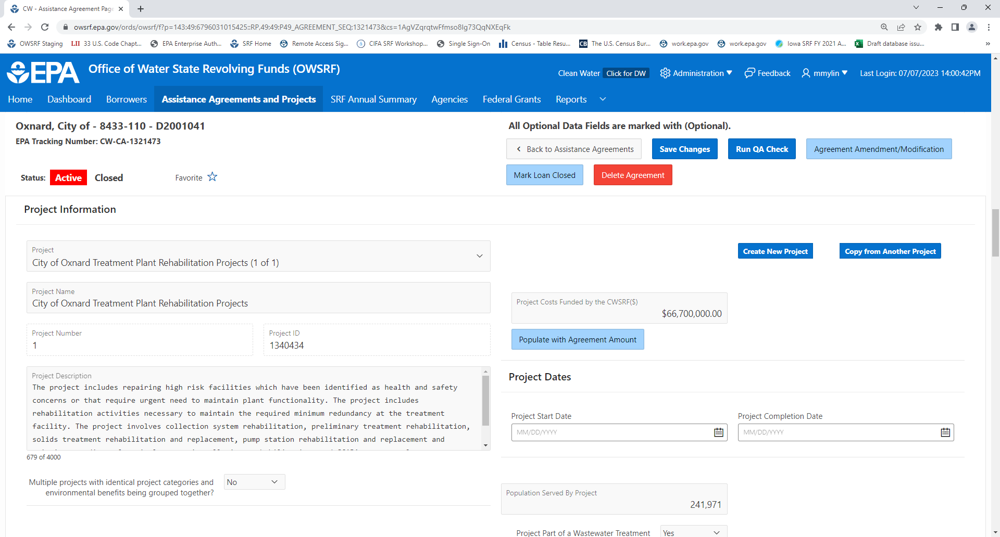 CW - Assistance Agreement Page
owsrf.epa.gov/ords/owsrf/f?p=143:49:6796031015425::RP,49:49:P49_AGREEMENT_SEQ:1321473&cs=1AgVZqrqtwFfmso8Ig73QqNXEqFk
OWSRF Staging LII 33 U.S. Code Chapt... EPA Enterprise Auth... SRF Home Remote Access Sig... CIFA SRF Workshop... Single Sign-On Census - Table Resu... CB The U.S. Census Bur... work.epa.gov work.epa.gov Iowa SRF FY 2021 A... Draft database issu... »
EPA Office of Water State Revolving Funds (OWSRF)
Clean Water Click for DW Administration Feedback mmylin Last Login: 07/07/2023 14:00:42PM
Home Dashboard Borrowers Assistance Agreements and Projects SRF Annual Summary Agencies Federal Grants Reports
Oxnard, City of - 8433-110 - D2001041
EPA Tracking Number: CW-CA-1321473
All Optional Data Fields are marked with (Optional).
Back to Assistance Agreements Save Changes Run QA Check Agreement Amendment/Modification
Mark Loan Closed Delete Agreement
Status: Active Closed Favorite
Project Information
Project
City of Oxnard Treatment Plant Rehabilitation Projects (1 of 1)
Create New Project Copy from Another Project
Project Name
City of Oxnard Treatment Plant Rehabilitation Projects
Project Costs Funded by the CWSRF($)
$66,700,000.00
Populate with Agreement Amount
Project Number
1
Project ID
1340434
Project Description
The project includes repairing high risk facilities which have been identified as health and safety
concerns or that require urgent need to maintain plant functionality. The project includes
rehabilitation activities necessary to maintain the required minimum redundancy at the treatment
facility. The project involves collection system rehabilitation, preliminary treatment rehabilitation,
solids treatment rehabilitation and replacement, pump station rehabilitation and replacement and
679 of 4000
Project Dates
Project Start Date
MM/DD/YYYY
Project Completion Date
MM/DD/YYYY
Multiple projects with identical project categories and
environmental benefits being grouped together?
No
Population Served By Project
241,971
Project Part of a Wastewater Treatment Yes